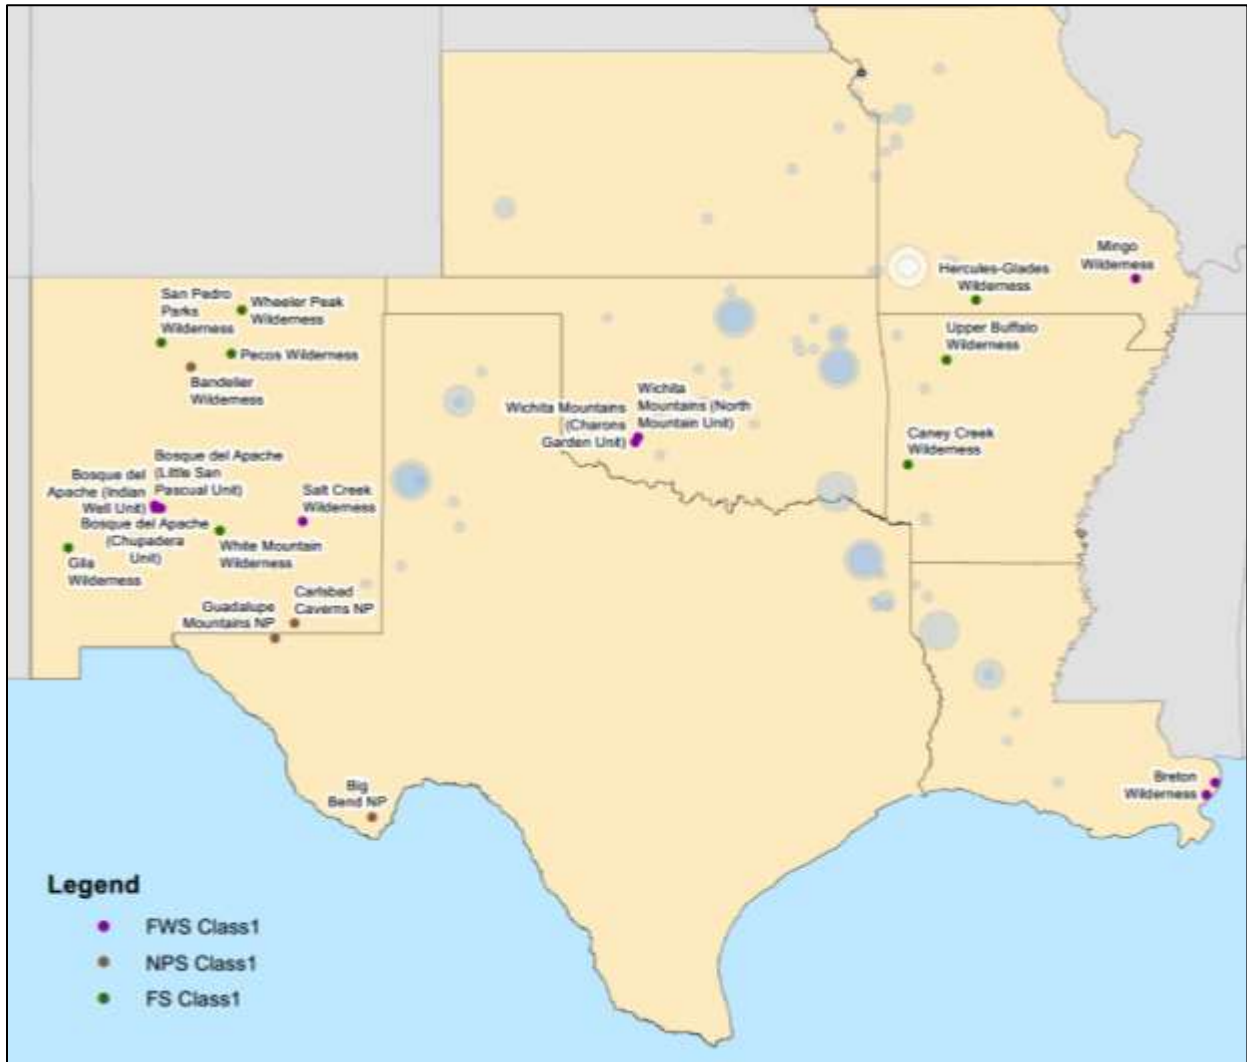 Mingo
Wilderness
Hercules-Glades
Wilderness
San Pedro
Parks
Wilderness
Wheeler Peak
Wilderness
Upper Buffalo
Wilderness
Pecos Wilderness
Bandelier
Wilderness
Wichita Mountains
(Charons
Garden Unit)
Wichita
Mountains (North
Mountain Unit)
Caney Creek
Wilderness
Bosque del Apache
(Little San
Pascual Unit)
Bosque del
Apache (Indian
Well Unit)
Salt Creek
Wilderness
Bosque del Apache
(Chupadera
Unit)
White Mountain
Wilderness
Gila
Wilderness
Carlsbad
Caverns NP
Guadalupe
Mountains NP
Big
Bend NP
Breton
Wilderness
Legend
FWS Class1
NPS Class1
FS Class1